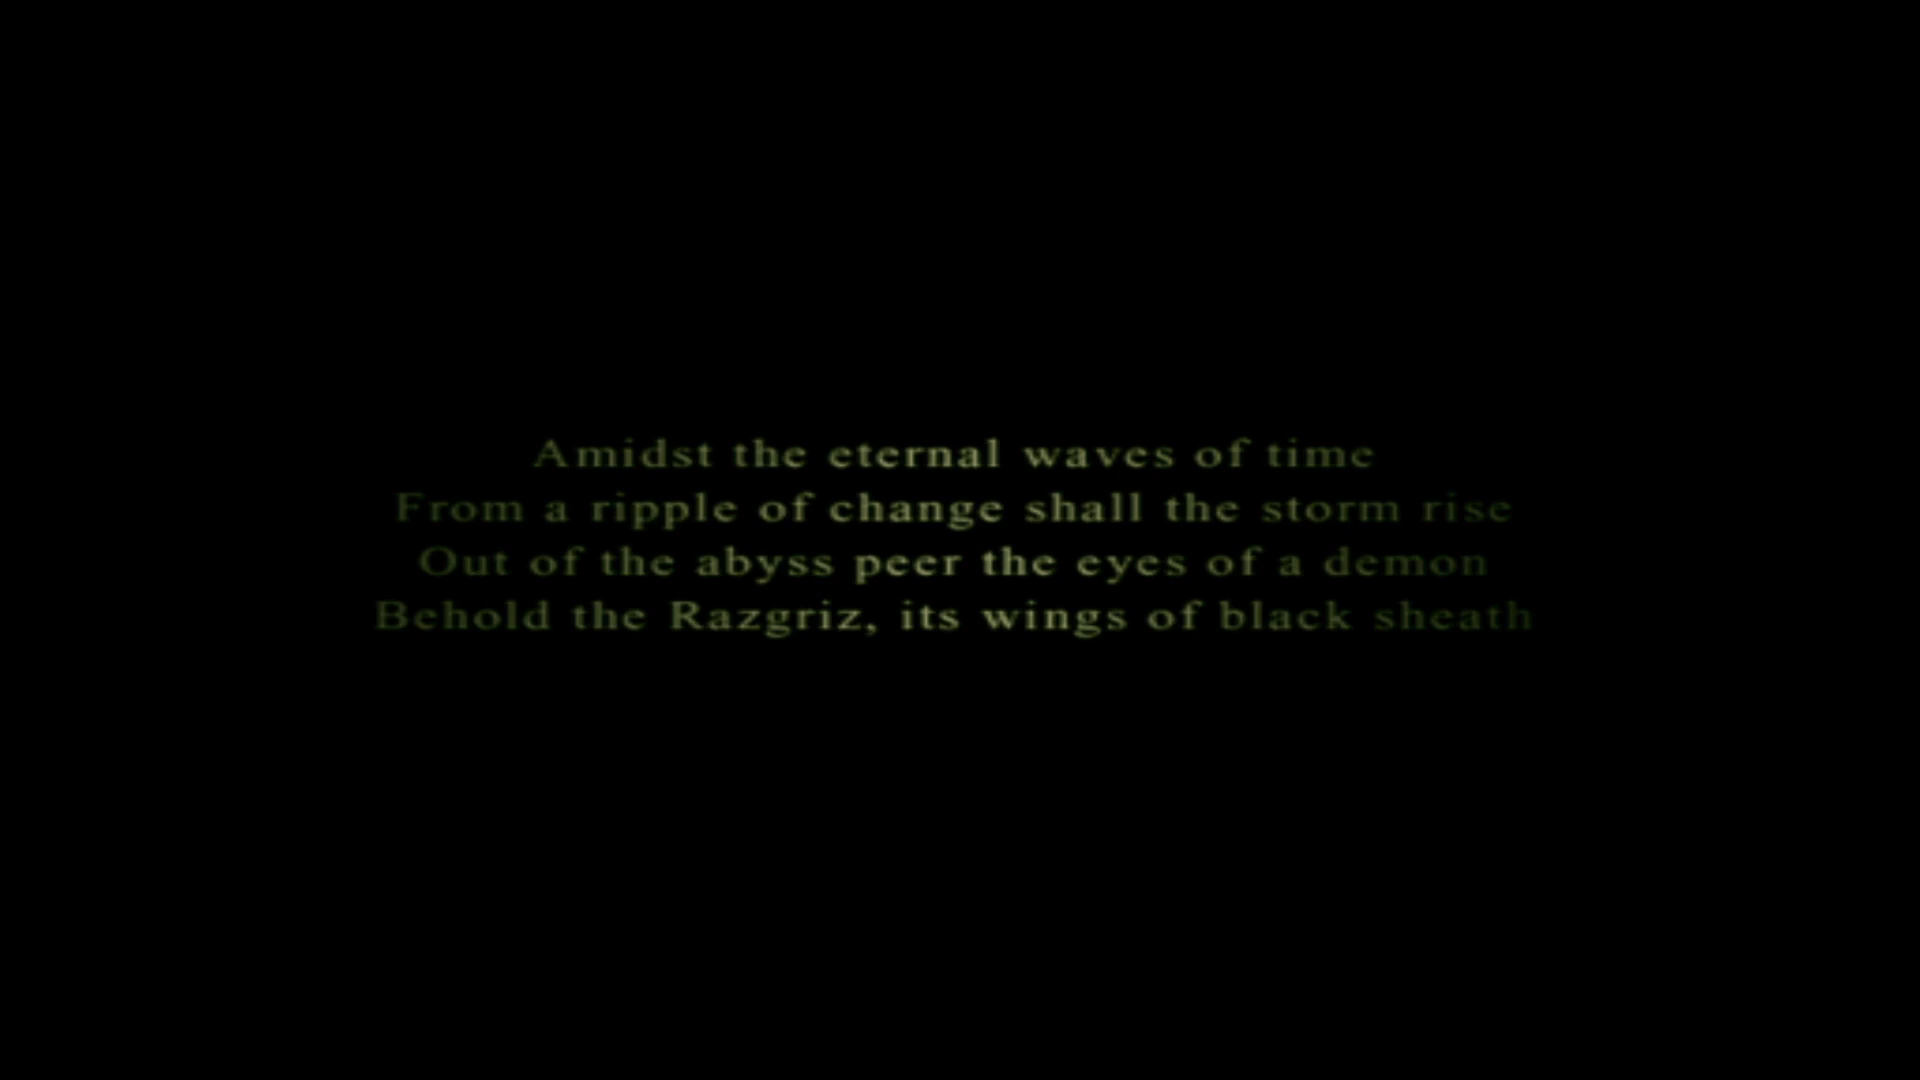 Amidst the eternal waves of time
From a ripple of change shall the storm rise
Out of the abyss peer the eyes of a demon
Behold the Razgriz, its wings of black sheath